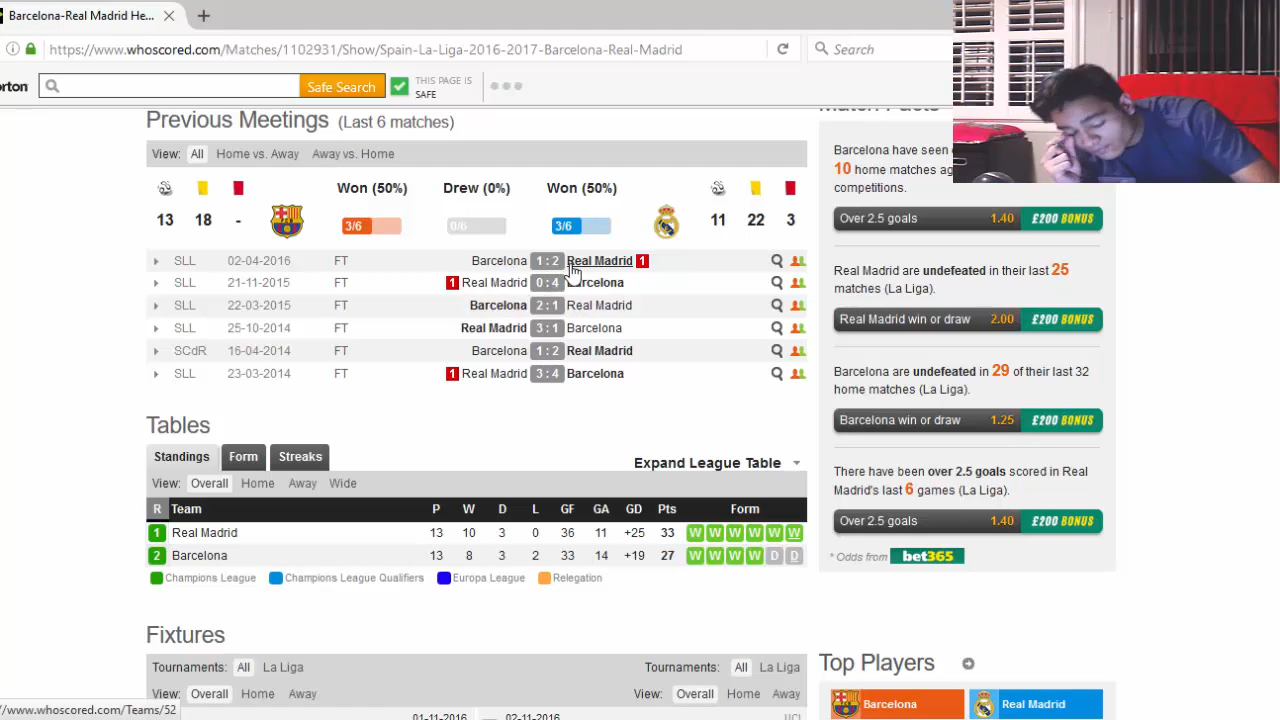 Barcelona-Real Madrid He...
https://www.whoscored.com/Matches/1102931/Show/Spain-La-Liga-2016-2017-Barcelona-Real-Madrid
Search
orton
Safe Search
THIS PAGE IS
SAFE
Previous Meetings (Last 6 matches)
View: All Home vs. Away Away vs. Home
Won (50%) Drew (0%) Won (50%)
13 18 - 3/6 0/6 3/6 11 22 3
SLL 02-04-2016 FT Barcelona 1 : 2 Real Madrid 1
SLL 21-11-2015 FT 1 Real Madrid 0 : 4 Barcelona
SLL 22-03-2015 FT Barcelona 2 : 1 Real Madrid
SLL 25-10-2014 FT Real Madrid 3 : 1 Barcelona
SCdR 16-04-2014 FT Barcelona 1 : 2 Real Madrid
SLL 23-03-2014 FT 1 Real Madrid 3 : 4 Barcelona
Tables
Standings Form Streaks
Expand League Table
View: Overall Home Away Wide
R Team P W D L GF GA GD Pts Form
1 Real Madrid 13 10 3 0 36 11 +25 33 W W W W W W
2 Barcelona 13 8 3 2 33 14 +19 27 W W W W D D
Champions League Champions League Qualifiers Europa League Relegation
Fixtures
Tournaments: All La Liga
Tournaments: All La Liga
View: Overall Home Away
View: Overall Home Away
//www.whoscored.com/Teams/52
01-11-2016 02-11-2016 UCL
Barcelona have seen
10 home matches
competitions.
Over 2.5 goals 1.40 £200 BONUS
Real Madrid are undefeated in their last 25
matches (La Liga).
Real Madrid win or draw 2.00 £200 BONUS
Barcelona are undefeated in 29 of their last 32
home matches (La Liga).
Barcelona win or draw 1.25 £200 BONUS
There have been over 2.5 goals scored in Real
Madrid's last 6 games (La Liga).
Over 2.5 goals 1.40 £200 BONUS
* Odds from bet365
Top Players
Barcelona Real Madrid